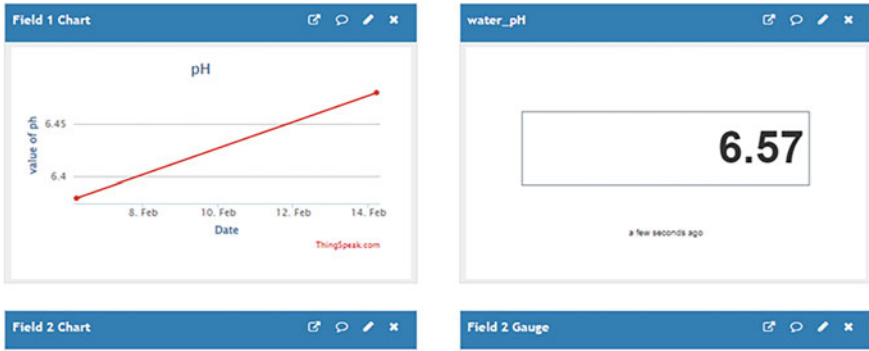 Field 1 Chart
pH
value of ph
6.45
6.4
8. Feb 10. Feb 12. Feb 14. Feb
Date
ThingSpeak.com
water_pH
6.57
a few seconds ago
Field 2 Chart
Field 2 Gauge